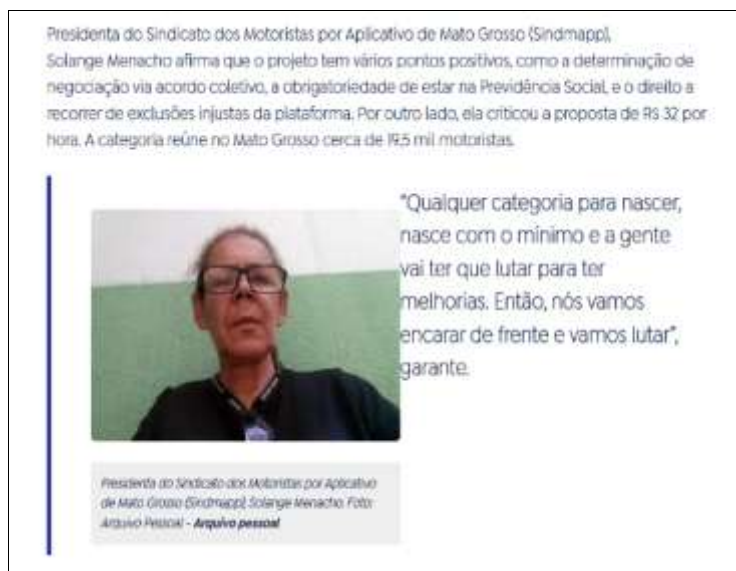 Presidenta do Sindicato dos Motoristas por Aplicativo de Mato Grosso (Sindmapp),
Solange Menacho afirma que o projeto tem vários pontos positivos, como a determinação de
negociação via acordo coletivo, a obrigatoriedade de estar na Previdência Social, e o direito a
recorrer de exclusões injustas da plataforma. Por outro lado, ela criticou a proposta de R$ 32 por
hora. A categoria reúne no Mato Grosso cerca de 19,5 mil motoristas.
"Qualquer categoria para nascer,
nasce com o mínimo e a gente
vai ter que lutar para ter
melhorias. Então, nós vamos
encarar de frente e vamos lutar",
garante.
Presidenta do Sindicato dos Motoristas por Aplicativo
de Mato Grosso (Sindmapp), Solange Menacho. Foto:
Arquivo Pessoal - Arquivo pessoal